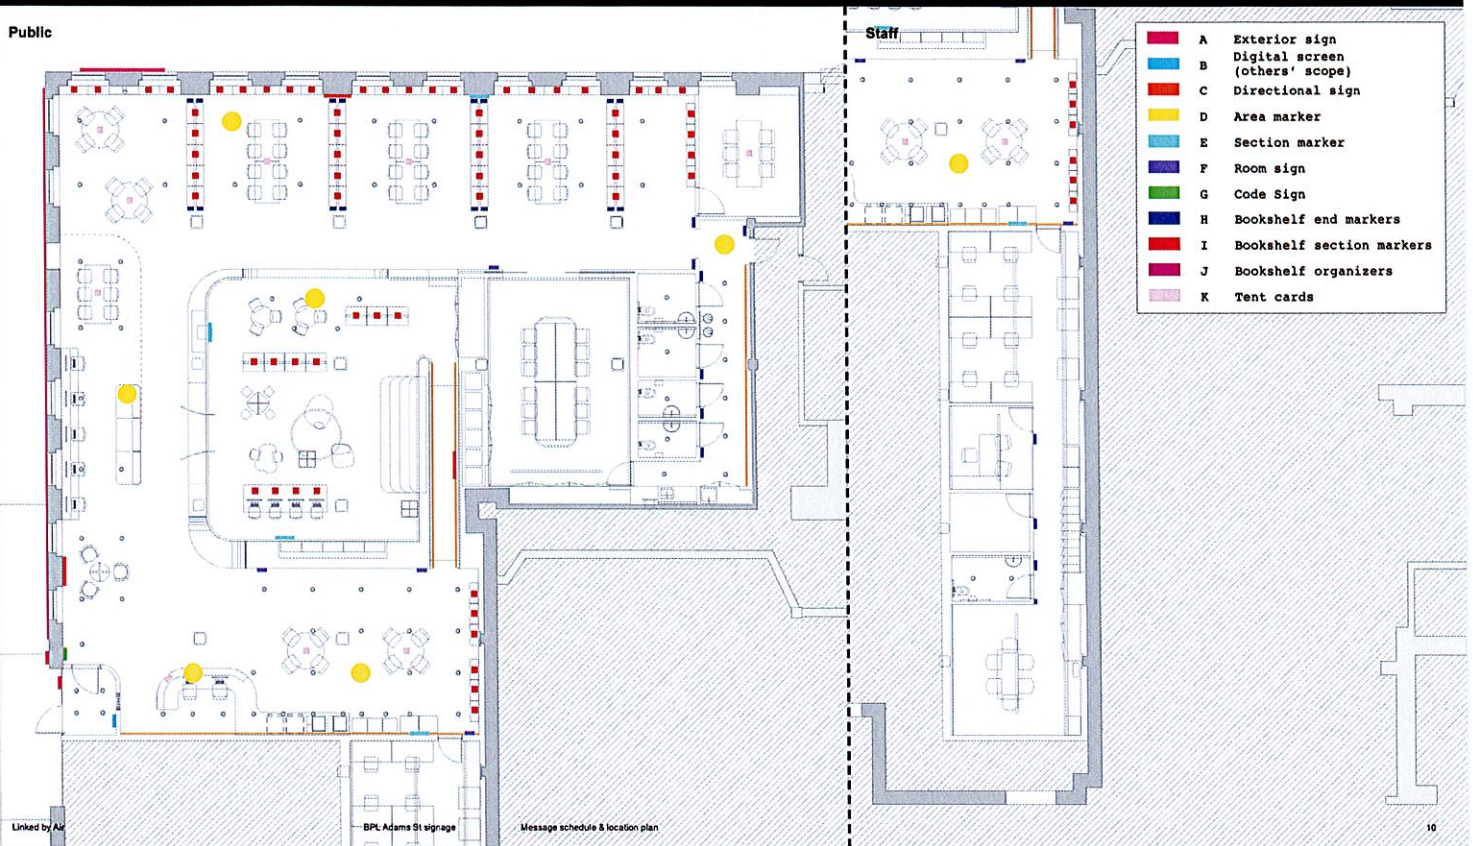 Public
Staff
A Exterior sign
B Digital screen
(others' scope)
C Directional sign
D Area marker
E Section marker
F Room sign
G Code Sign
H Bookshelf end markers
I Bookshelf section markers
J Bookshelf organizers
K Tent cards
Linked by Air
BPL Adams St signage
Message schedule & location plan
10